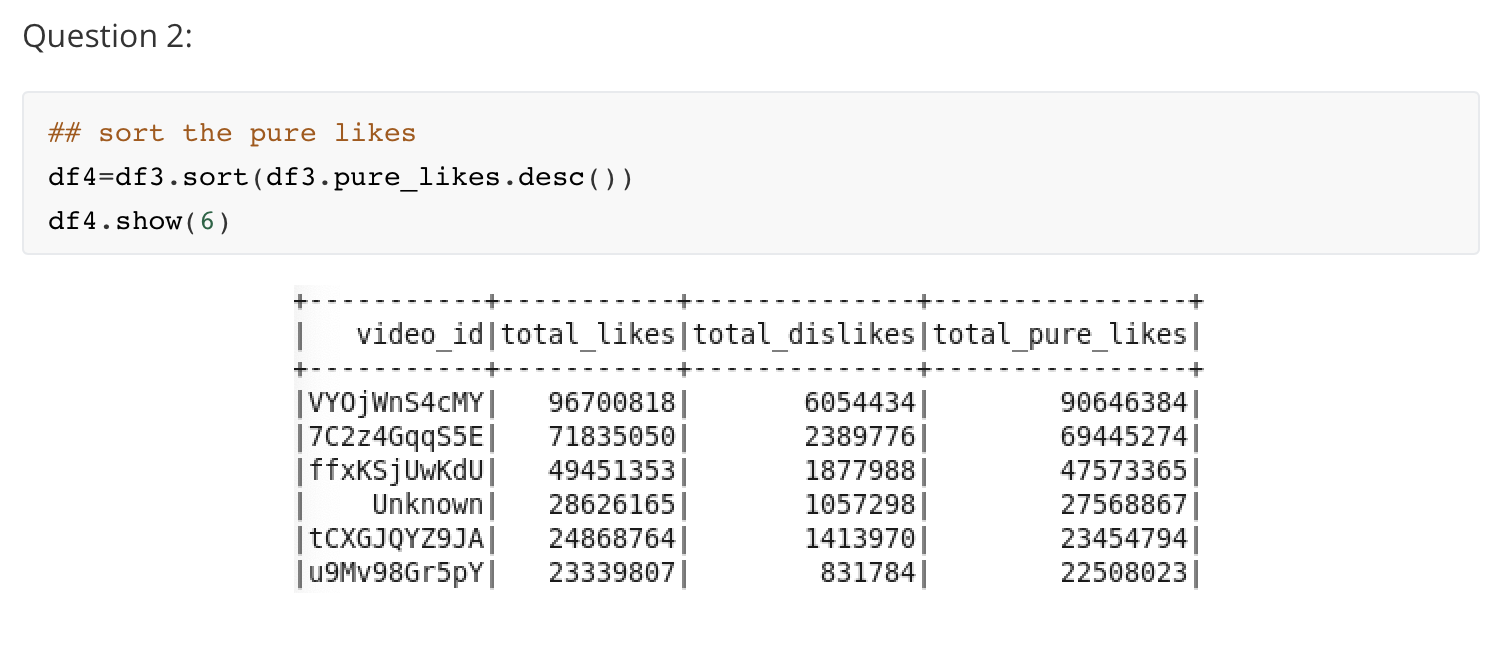 Question 2:
## sort the pure likes
df4=df3.sort(df3.pure_likes.desc())
df4.show(6)
+-----------+-----------+--------------+----------------+
|   video_id|total_likes|total_dislikes|total_pure_likes|
+-----------+-----------+--------------+----------------+
|VYOjWnS4cMY|   96700818|       6054434|        90646384|
|7C2z4GqqS5E|   71835050|       2389776|        69445274|
|ffxKSjUwKdU|   49451353|       1877988|        47573365|
|    Unknown|   28626165|       1057298|        27568867|
|tCXGJQYZ9JA|   24868764|       1413970|        23454794|
|u9Mv98Gr5pY|   23339807|        831784|        22508023|